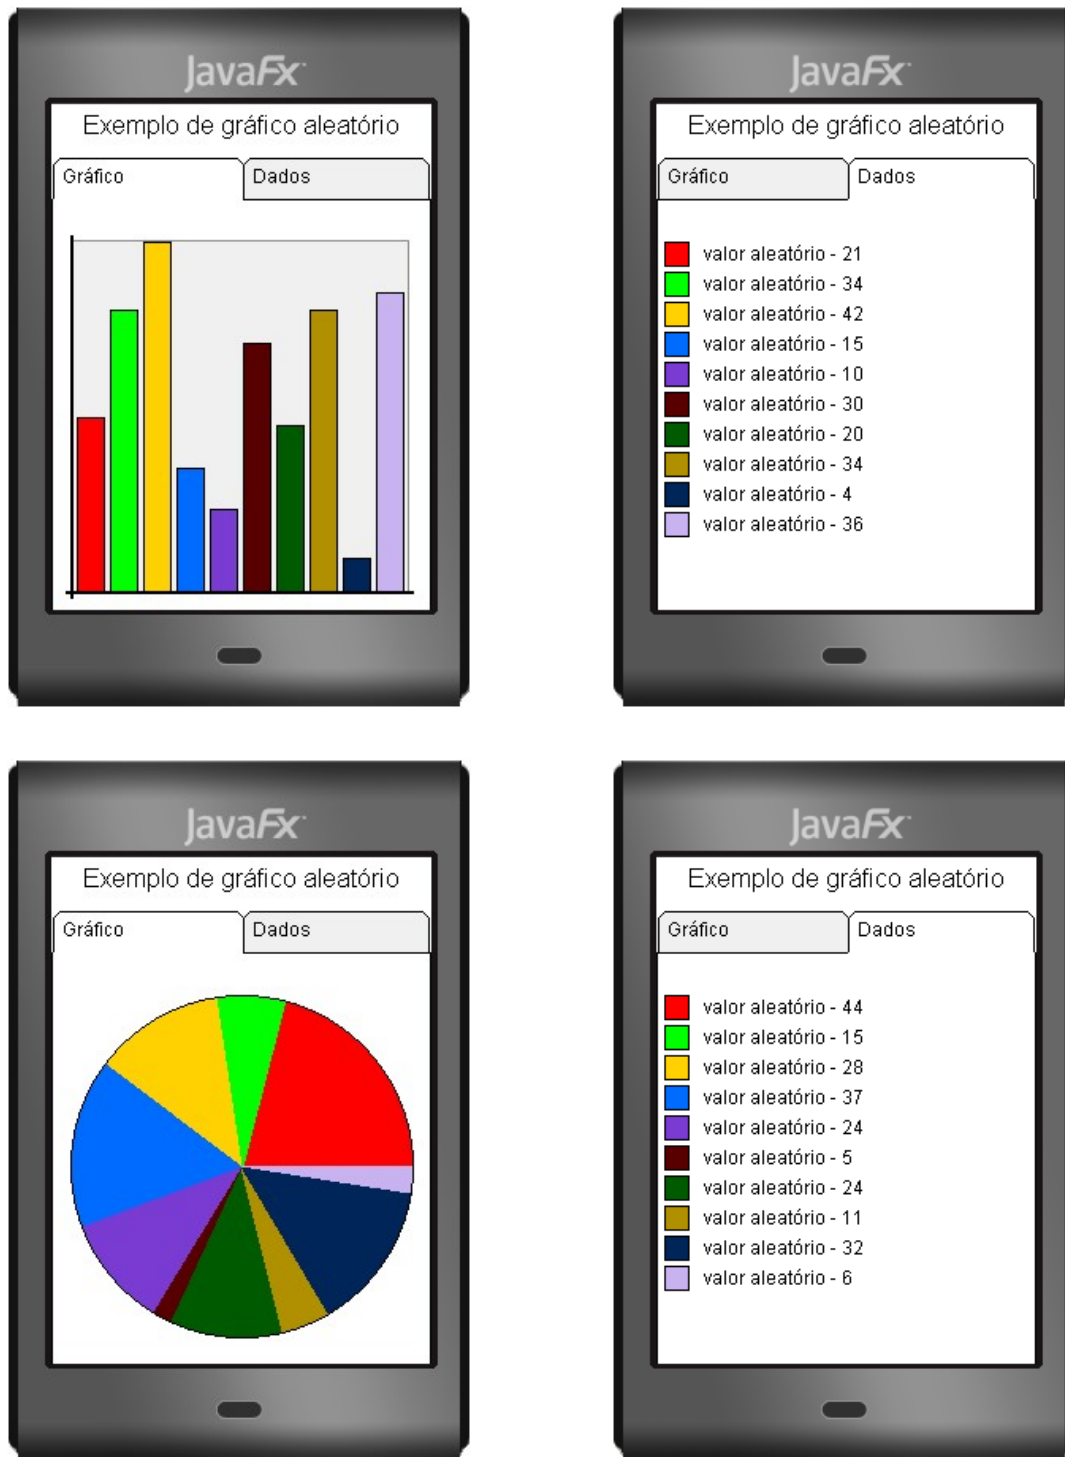 JavaFx
Exemplo de gráfico aleatório
Gráfico Dados
JavaFx
Exemplo de gráfico aleatório
Gráfico Dados
valor aleatório - 21
valor aleatório - 34
valor aleatório - 42
valor aleatório - 15
valor aleatório - 10
valor aleatório - 30
valor aleatório - 20
valor aleatório - 34
valor aleatório - 4
valor aleatório - 36
JavaFx
Exemplo de gráfico aleatório
Gráfico Dados
JavaFx
Exemplo de gráfico aleatório
Gráfico Dados
valor aleatório - 44
valor aleatório - 15
valor aleatório - 28
valor aleatório - 37
valor aleatório - 24
valor aleatório - 5
valor aleatório - 24
valor aleatório - 11
valor aleatório - 32
valor aleatório - 6